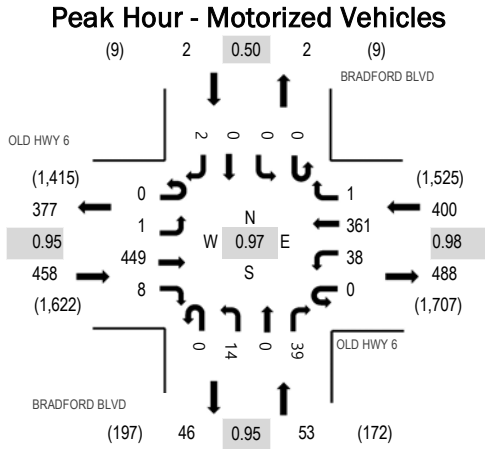 Peak Hour - Motorized Vehicles
(9) 2 0.50 2 (9)
BRADFORD BLVD
OLD HWY 6
2 0 0 0
(1,415) (1,525)
377 0 1 400
0.95 1 N 361 0.98
W 0.97 E
458 449 S 38 488
(1,622) 8 0 (1,707)
0 14 0 39
OLD HWY 6
BRADFORD BLVD
(197) 46 0.95 53 (172)